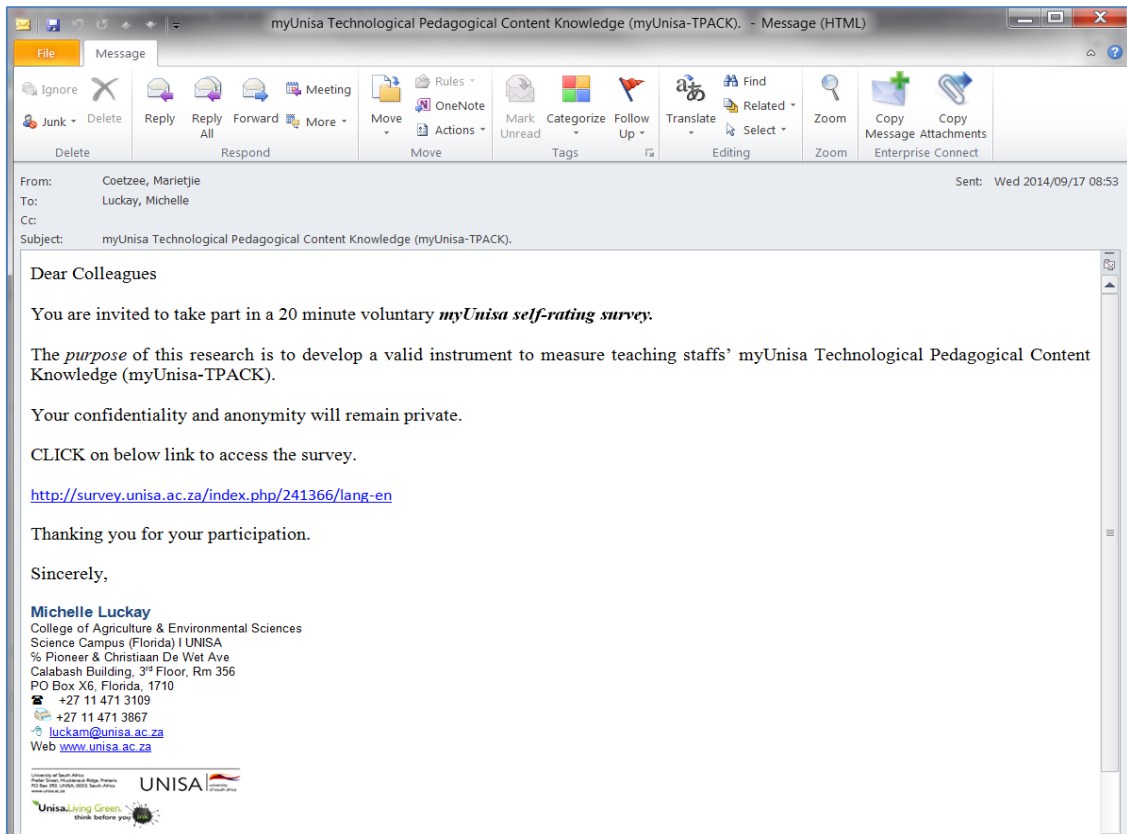 myUnisa Technological Pedagogical Content Knowledge (myUnisa-TPACK). - Message (HTML)
File Message
Ignore Delete Reply Reply All Forward Meeting Move Rules OneNote Mark Unread Categorize Follow Up Translate Find Related Select Zoom Copy Message Copy Attachments
Junk More Actions
Delete Respond Move Tags Editing Zoom Enterprise Connect
From: Coetzee, Marietjie Sent: Wed 2014/09/17 08:53
To: Luckay, Michelle
Cc:
Subject: myUnisa Technological Pedagogical Content Knowledge (myUnisa-TPACK).
Dear Colleagues
You are invited to take part in a 20 minute voluntary myUnisa self-rating survey.
The purpose of this research is to develop a valid instrument to measure teaching staffs’ myUnisa Technological Pedagogical Content
Knowledge (myUnisa-TPACK).
Your confidentiality and anonymity will remain private.
CLICK on below link to access the survey.
http://survey.unisa.ac.za/index.php/241366/lang-en
Thanking you for your participation.
Sincerely,
Michelle Luckay
College of Agriculture & Environmental Sciences
Science Campus (Florida) I UNISA
℅ Pioneer & Christiaan De Wet Ave
Calabash Building, 3rd Floor, Rm 356
PO Box X6, Florida, 1710
+27 11 471 3109
+27 11 471 3867
luckam@unisa.ac.za
Web www.unisa.ac.za
University of South Africa
UNISA university of south africa
Unisa.Living Green.
think before you ink